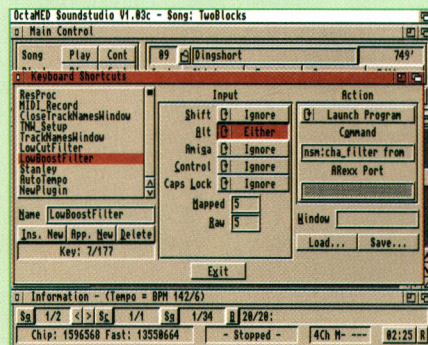 OctaMED Soundstudio V1.03c - Song: TwoBlocks
Main Control
Song Play Cont 09 Dingshort 749'
Keyboard Shortcuts
ResProc
MIDI_Record
CloseTrackNamesWindow
TNW_Setup
TrackNamesWindow
LowCutFilter
LowBoostFilter
Stanley
AutoTempo
NewPlugin
Name LowBoostFilter
Ins. New App. New Delete
Key: 7/177
Input
Shift Ignore
Alt Either
Amiga Ignore
Control Ignore
Caps Lock Ignore
Mapped 5
Raw 5
Action
Launch Program
Command
nsm:cha_filter from
ARexx Port
Window
Load... Save...
Exit
Information - (Tempo = BPM 142/6)
Sg 1/2 < > Sc 1/1 Sg 1/34 B 20/20:
Chip: 1596568 Fast: 13550664 - Stopped - 4Ch M- --- 02:25 R